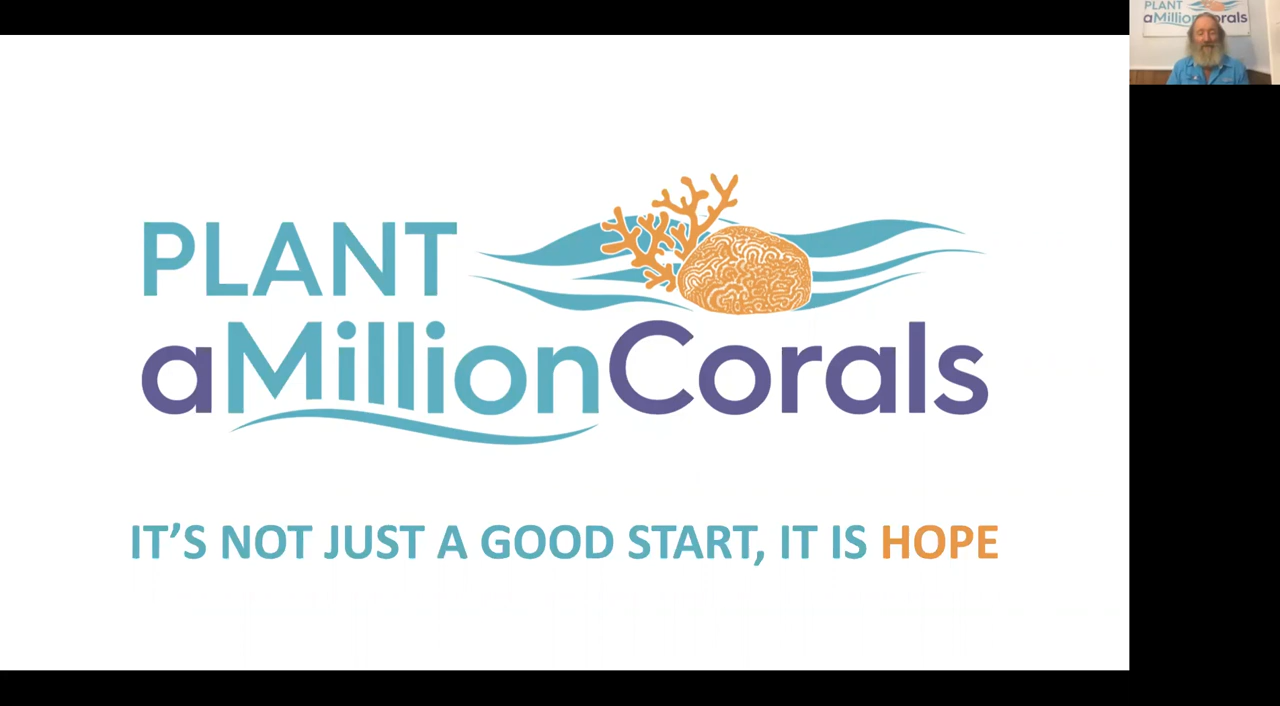 PLANT
aMillionCorals
IT'S NOT JUST A GOOD START, IT IS HOPE
PLANT
aMillionCorals